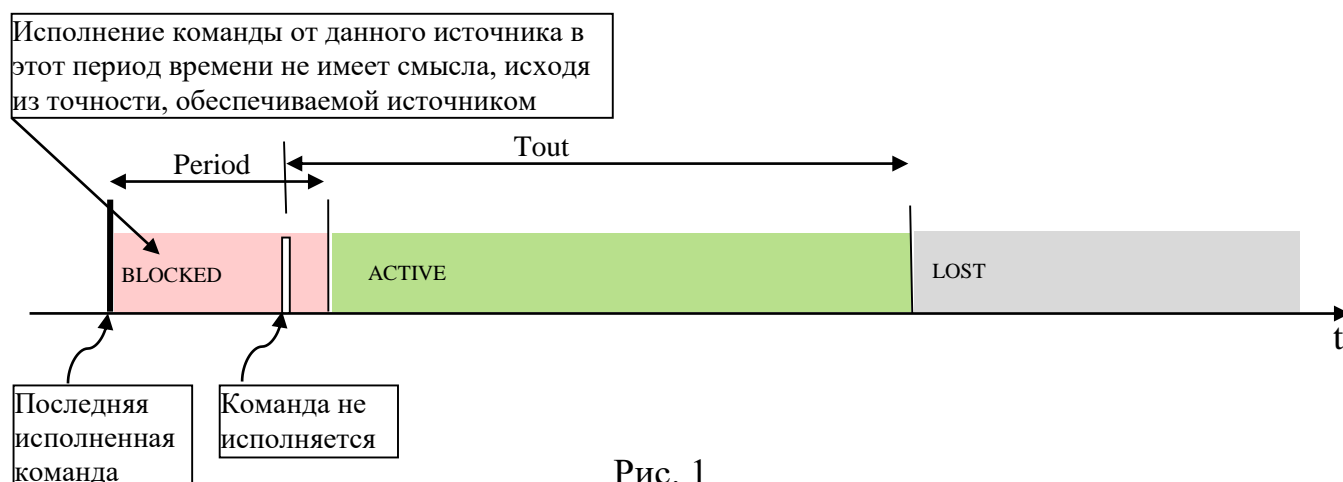 Исполнение команды от данного источника в
этот период времени не имеет смысла, исходя
из точности, обеспечиваемой источником
Period
Tout
BLOCKED
ACTIVE
LOST
t
Последняя
исполненная
команда
Команда не
исполняется
Рис. 1